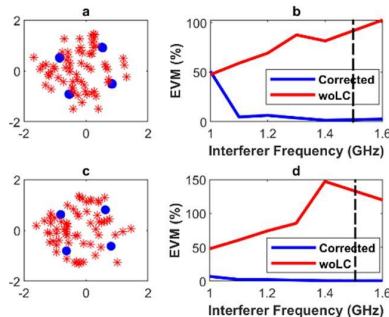 a
2
0
-2
-2
0
2
b
100
50
0
EVM (%)
Corrected
woLC
1
1.2
1.4
1.6
Interferer Frequency (GHz)
c
2
0
-2
-2
0
2
d
150
100
50
0
EVM (%)
Corrected
woLC
1
1.2
1.4
1.6
Interferer Frequency (GHz)